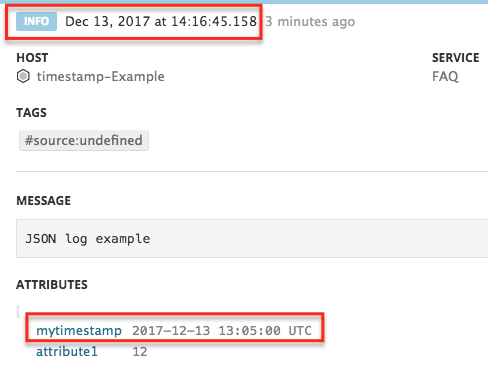 INFO Dec 13, 2017 at 14:16:45.158 3 minutes ago
HOST SERVICE
timestamp-Example FAQ
TAGS
#source:undefined
MESSAGE
JSON log example
ATTRIBUTES
{
mytimestamp 2017-12-13 13:05:00 UTC
attribute1 12